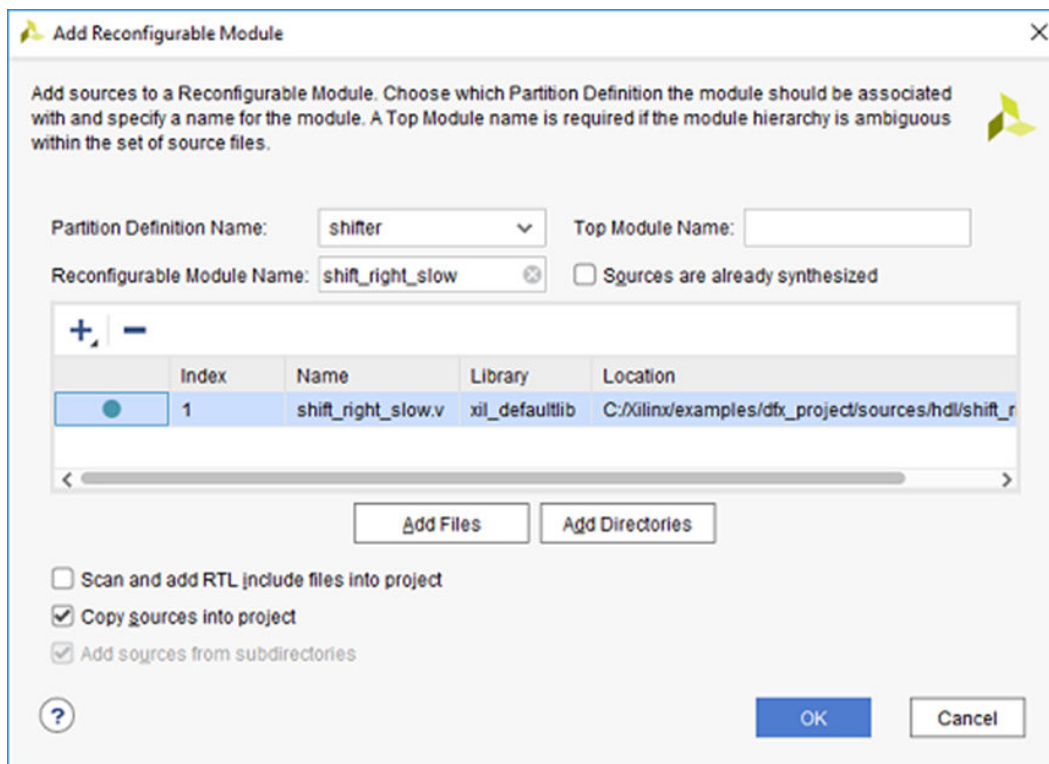 Add Reconfigurable Module
Add sources to a Reconfigurable Module. Choose which Partition Definition the module should be associated
with and specify a name for the module. A Top Module name is required if the module hierarchy is ambiguous
within the set of source files.
Partition Definition Name: shifter Top Module Name:
Reconfigurable Module Name: shift_right_slow Sources are already synthesized
Index Name Library Location
1 shift_right_slow.v xil_defaultlib C:/Xilinx/examples/dfx_project/sources/hdl/shift_r
Add Files Add Directories
Scan and add RTL include files into project
Copy sources into project
Add sources from subdirectories
? OK Cancel